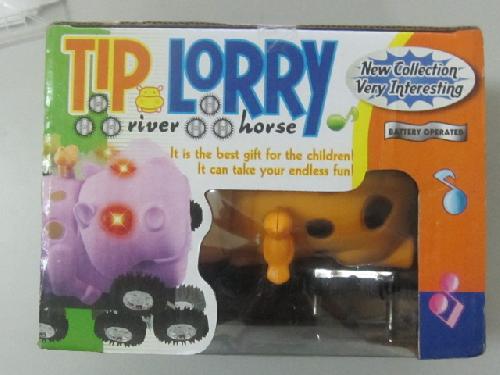 TIP LORRY
river horse
New Collection
Very Interesting
BATTERY OPERATED
It is the best gift for the children!
It can take your endless fun!